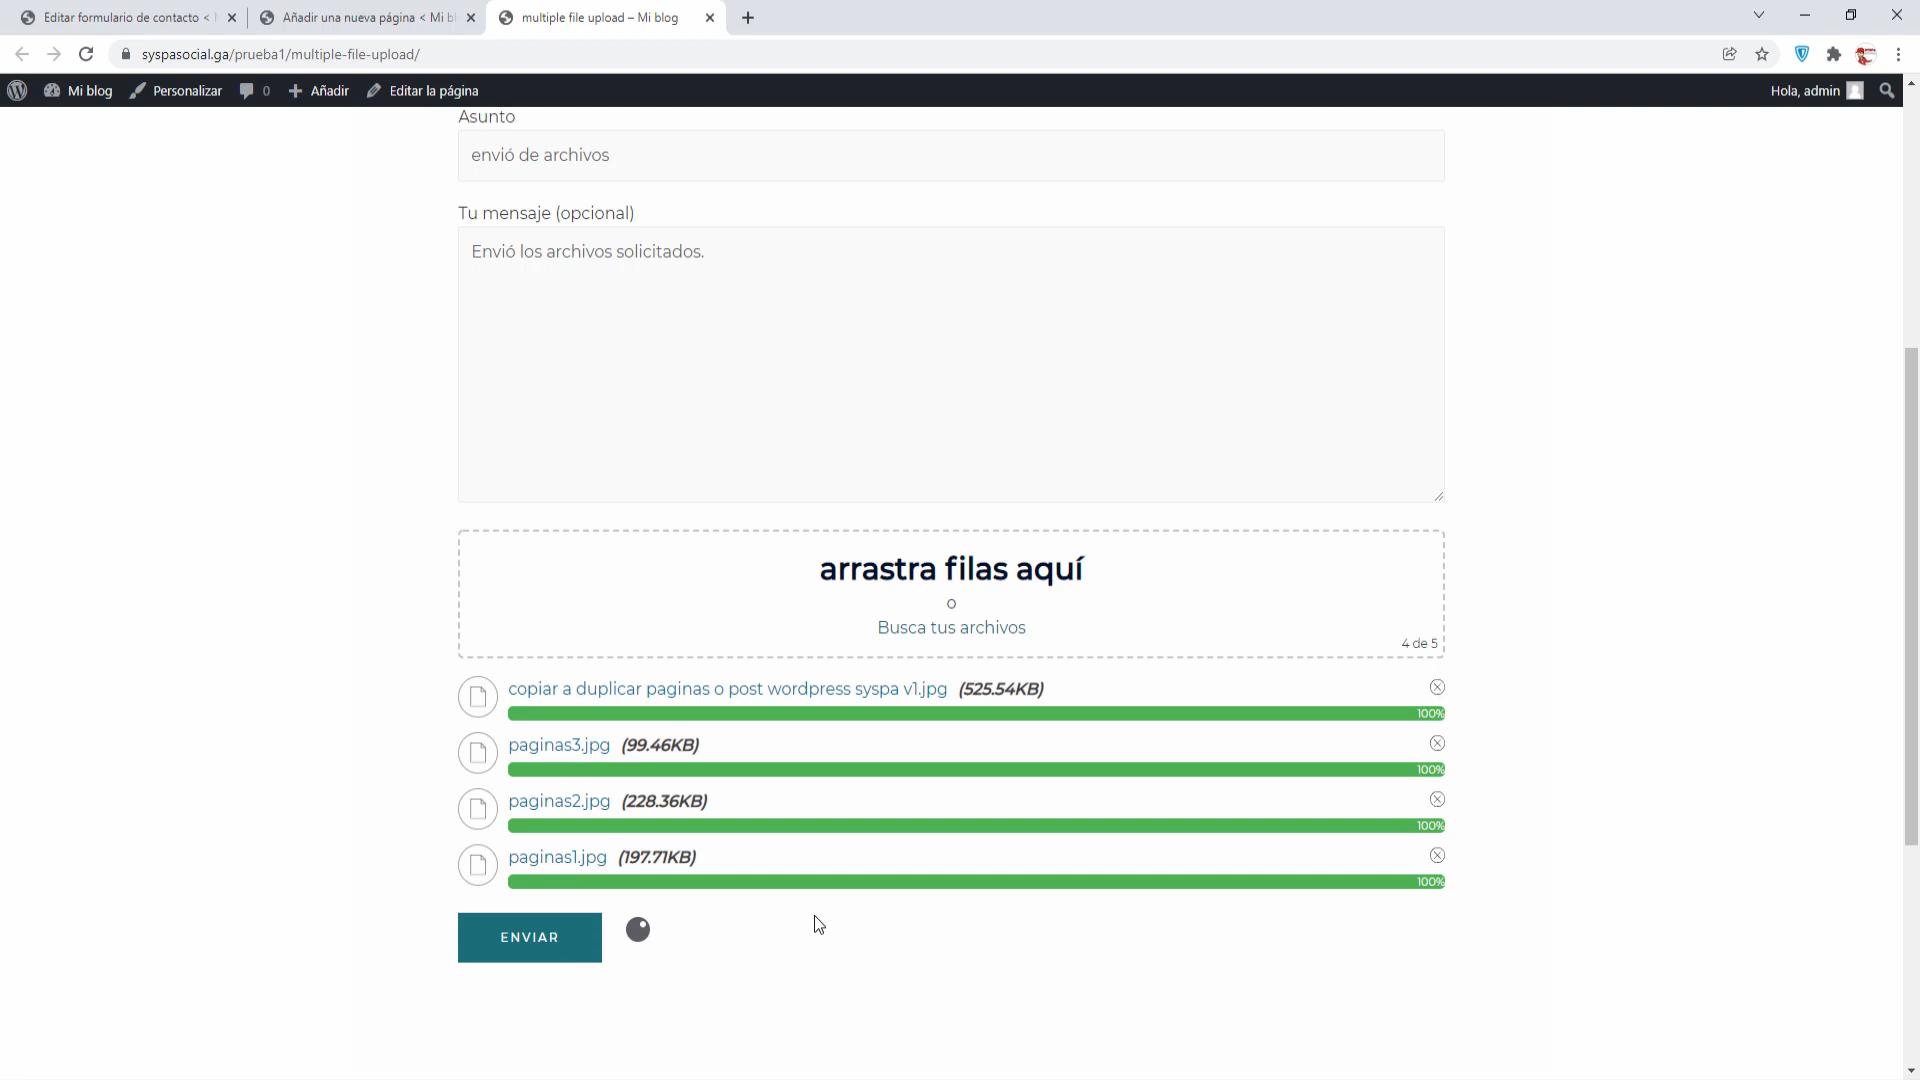 Editar formulario de contacto <
Añadir una nueva página < Mi bl
multiple file upload – Mi blog
syspasocial.ga/prueba1/multiple-file-upload/
Mi blog
Personalizar
0
Añadir
Editar la página
Hola, admin
Asunto
envió de archivos
Tu mensaje (opcional)
Envió los archivos solicitados.
arrastra filas aquí
o
Busca tus archivos
4 de 5
copiar a duplicar paginas o post wordpress syspa v1.jpg (525.54KB)
100%
paginas3.jpg (99.46KB)
100%
paginas2.jpg (228.36KB)
100%
paginas1.jpg (197.71KB)
100%
ENVIAR